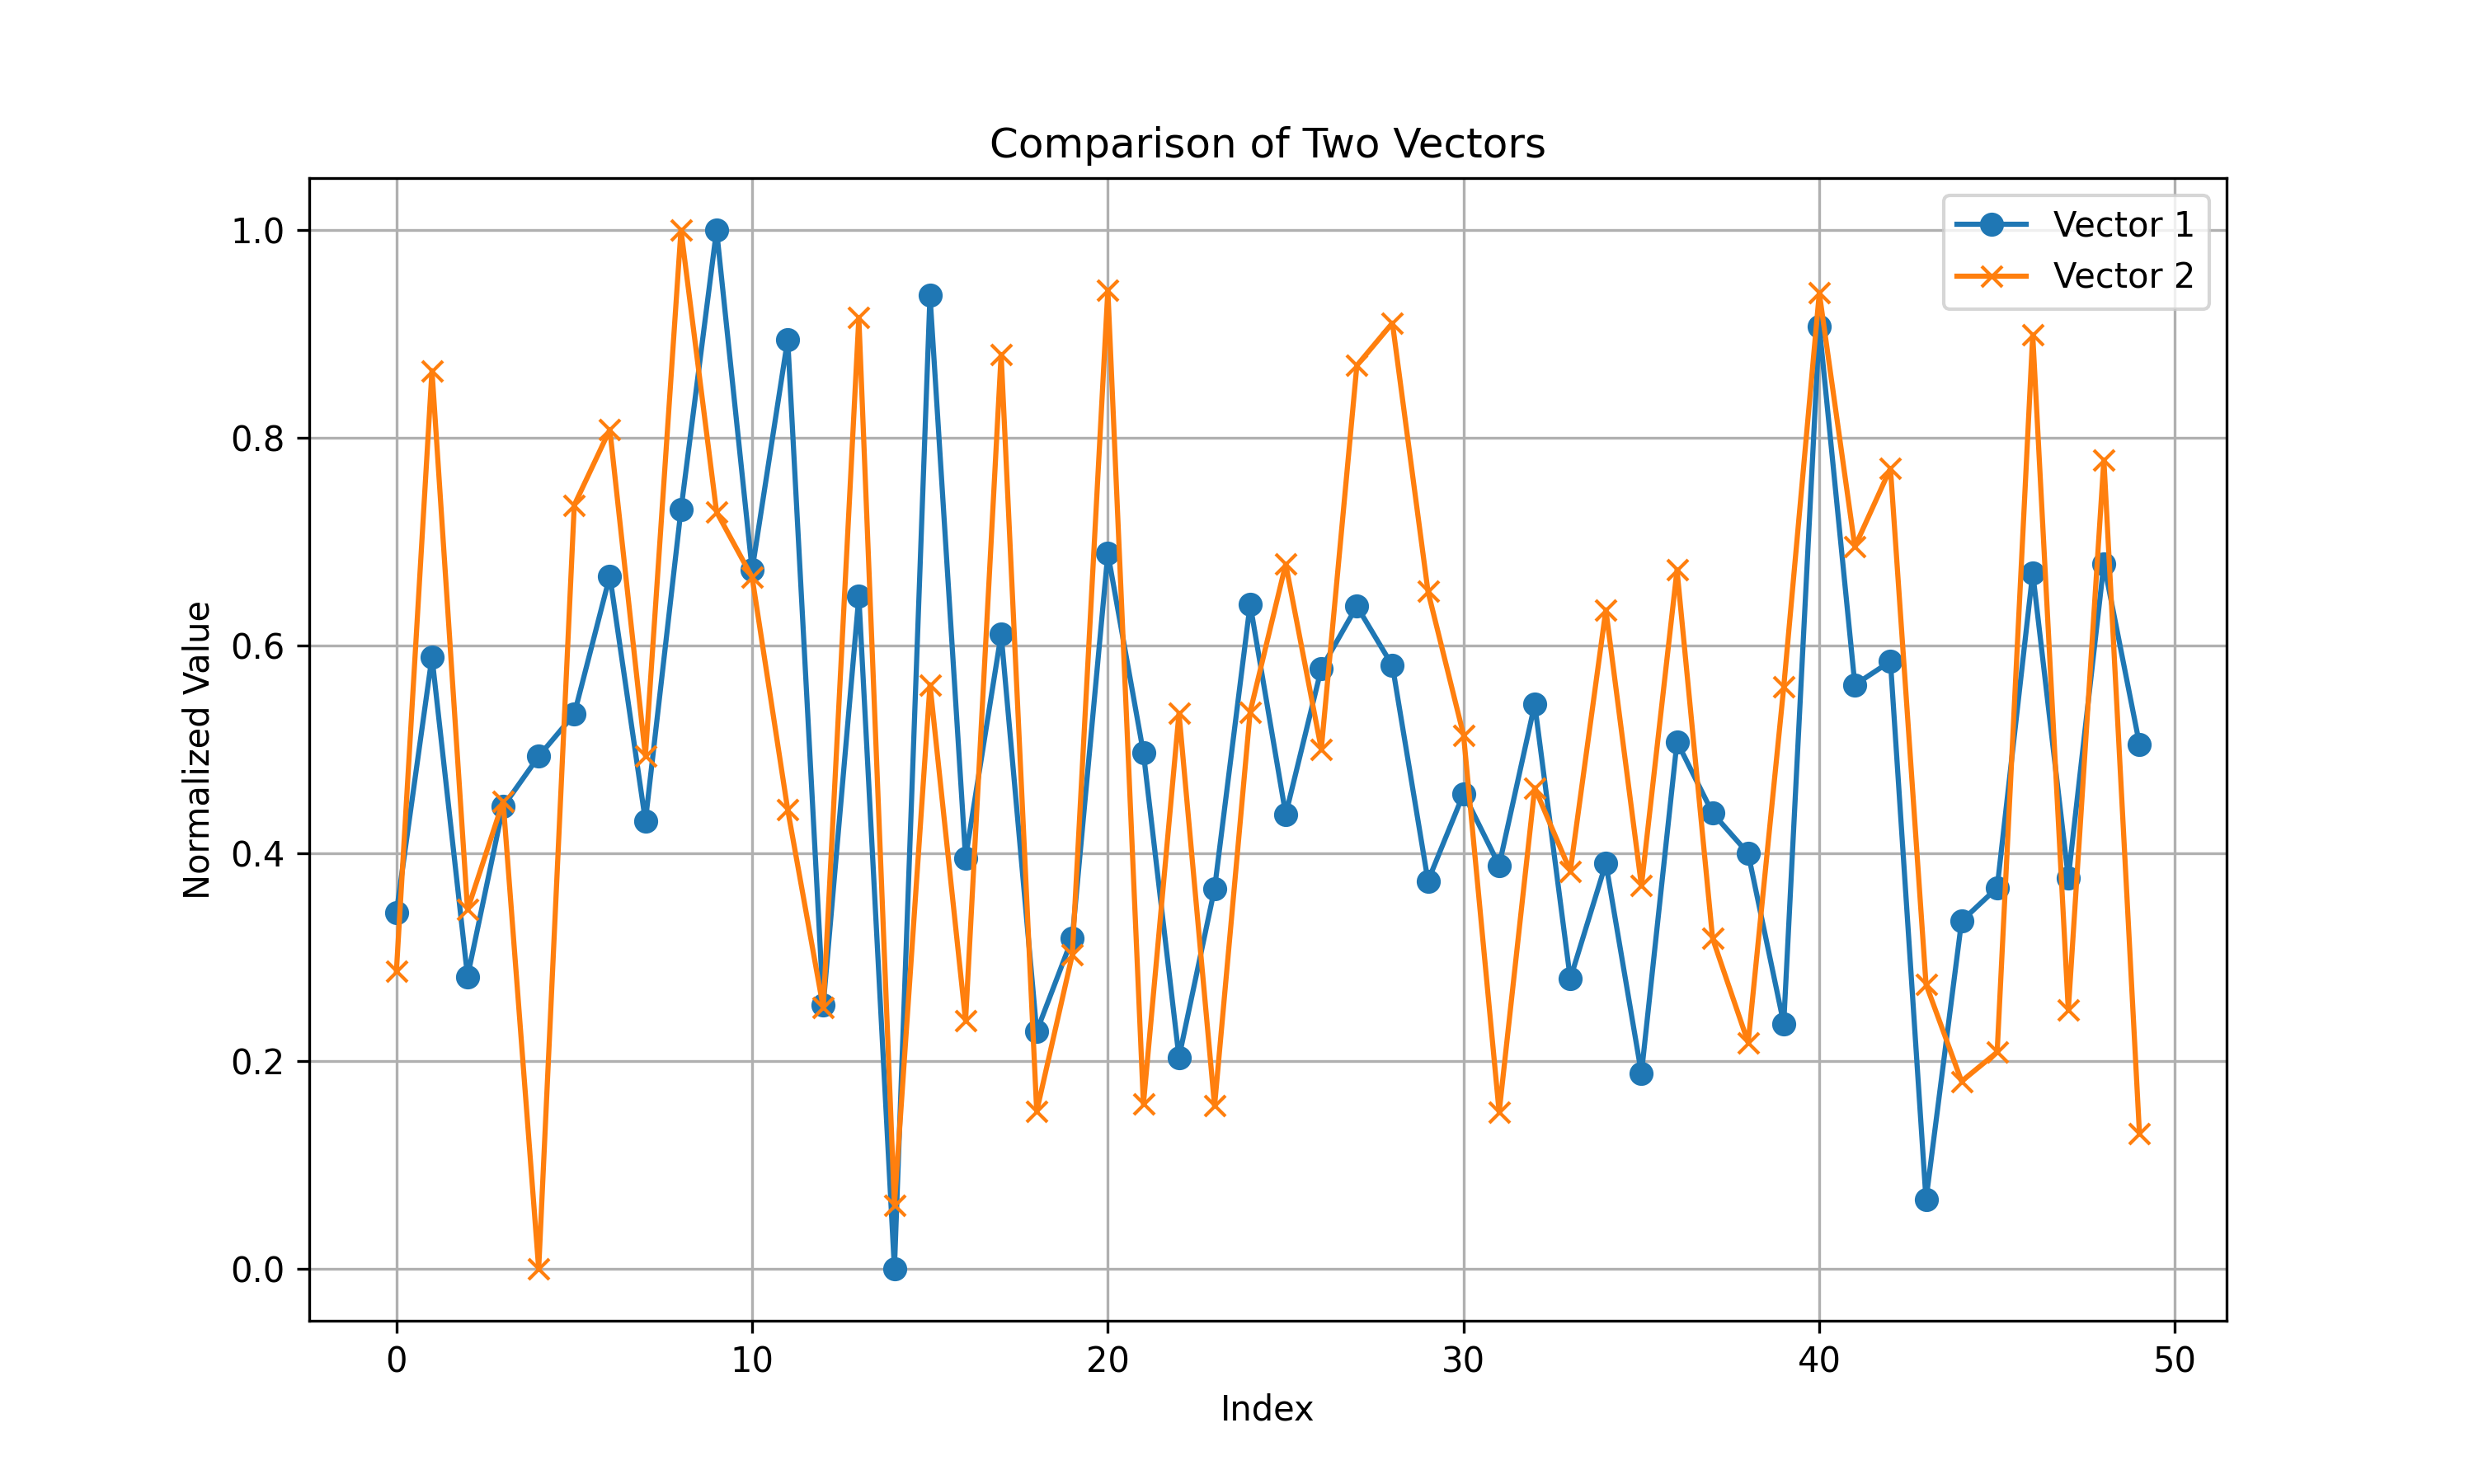 Comparison of Two Vectors
Vector 1
Vector 2
Normalized Value
1.0
0.8
0.6
0.4
0.2
0.0
0 10 20 30 40 50
Index